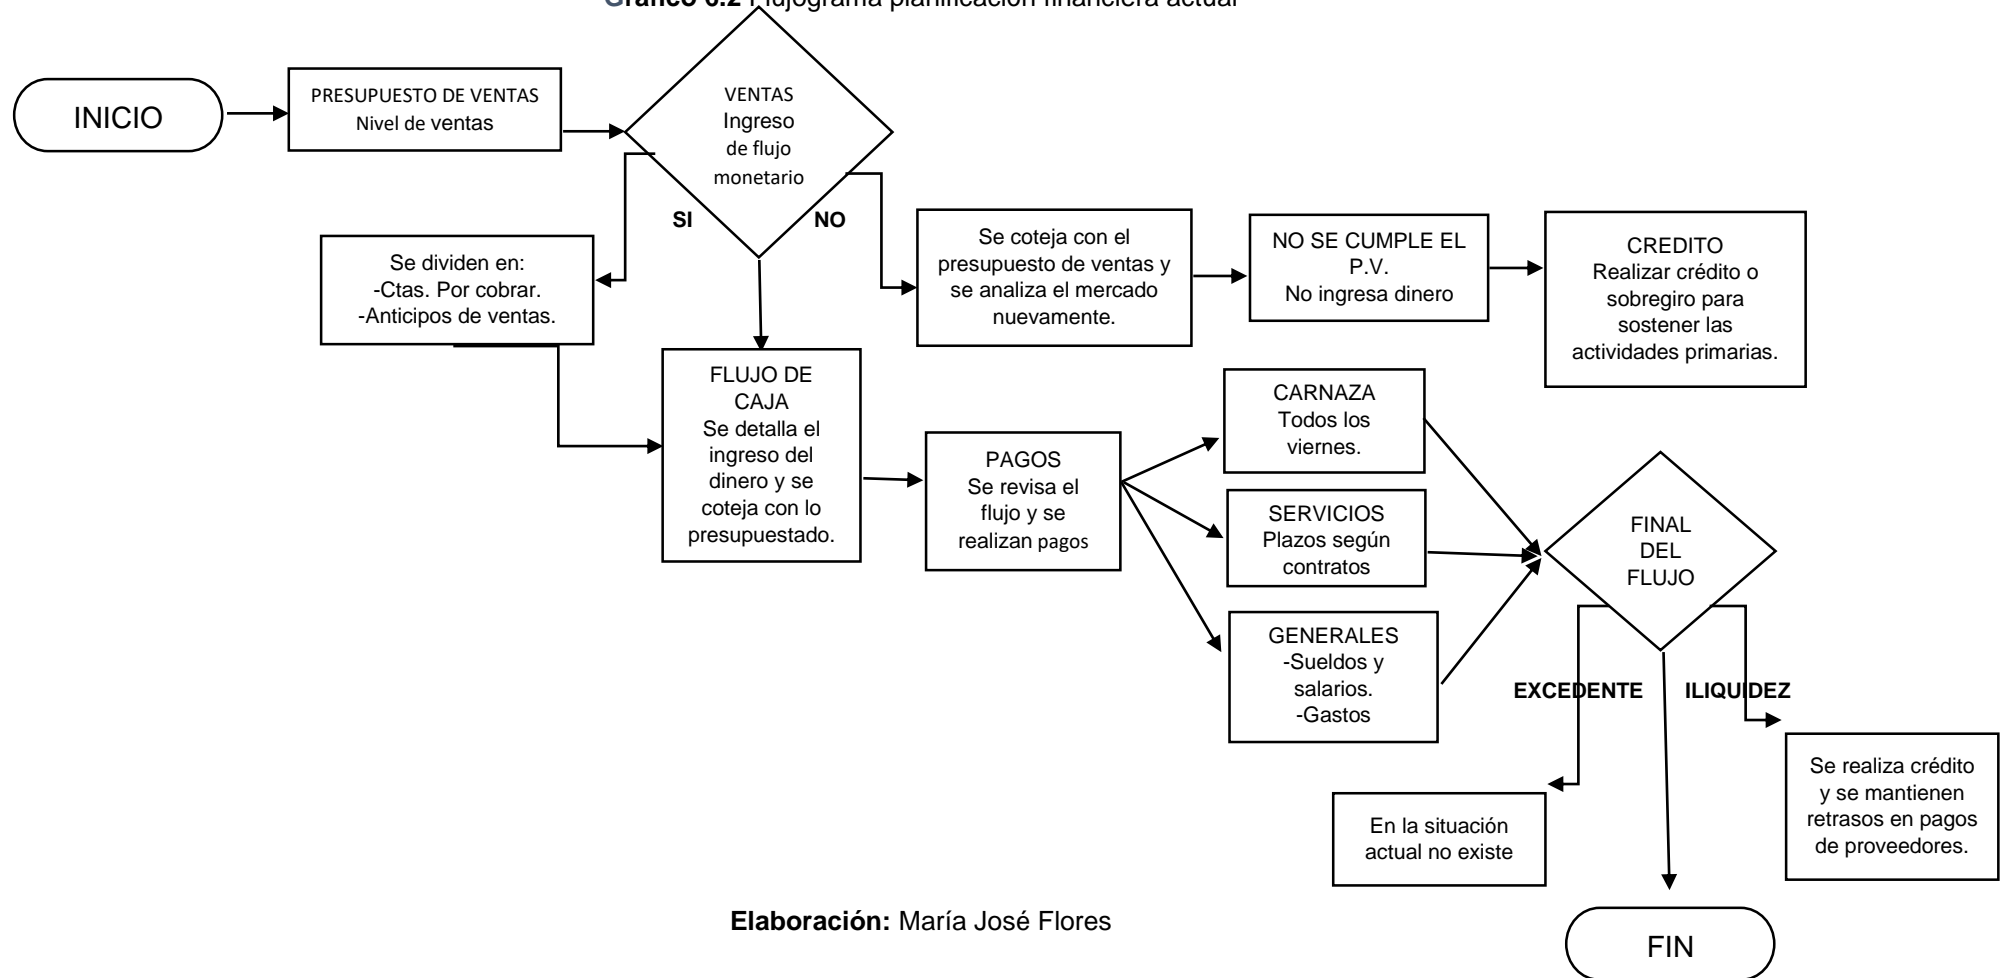 Gráfico 6.2 Flujograma planificación financiera actual
INICIO
PRESUPUESTO DE VENTAS
Nivel de ventas
VENTAS
Ingreso
de flujo
monetario
SI
NO
Se dividen en:
-Ctas. Por cobrar.
-Anticipos de ventas.
Se coteja con el
presupuesto de ventas y
se analiza el mercado
nuevamente.
NO SE CUMPLE EL
P.V.
No ingresa dinero
CREDITO
Realizar crédito o
sobregiro para
sostener las
actividades primarias.
FLUJO DE
CAJA
Se detalla el
ingreso del
dinero y se
coteja con lo
presupuestado.
PAGOS
Se revisa el
flujo y se
realizan pagos
CARNAZA
Todos los
viernes.
SERVICIOS
Plazos según
contratos
GENERALES
-Sueldos y
salarios.
-Gastos
FINAL
DEL
FLUJO
EXCEDENTE
ILIQUIDEZ
En la situación
actual no existe
Se realiza crédito
y se mantienen
retrasos en pagos
de proveedores.
FIN
Elaboración: María José Flores